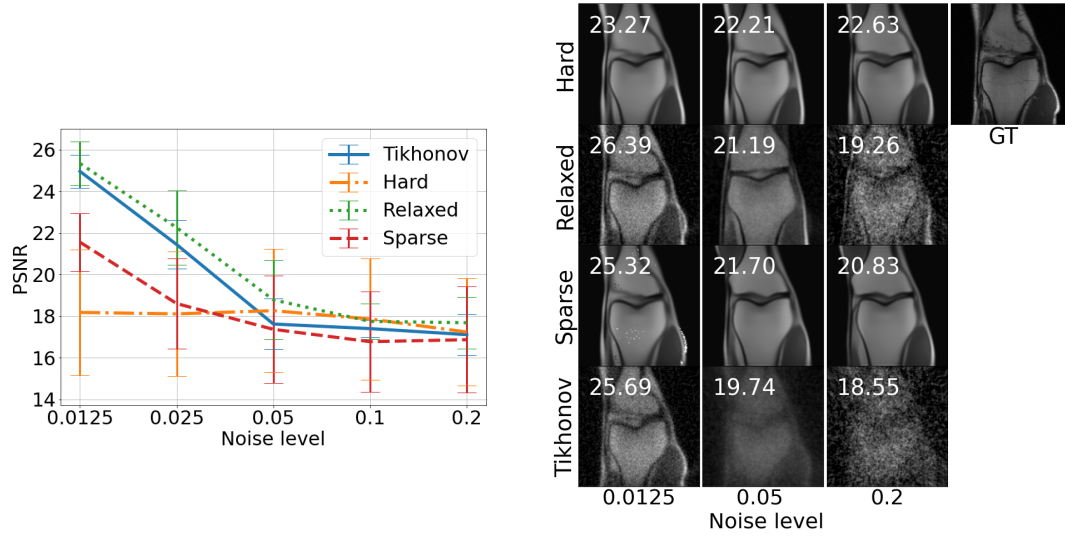 26
24
22
20
18
16
14
PSNR
0.0125 0.025 0.05 0.1 0.2
Noise level
Tikhonov
Hard
Relaxed
Sparse
Hard
23.27 22.21 22.63
GT
Relaxed
26.39 21.19 19.26
Sparse
25.32 21.70 20.83
Tikhonov
25.69 19.74 18.55
0.0125 0.05 0.2
Noise level